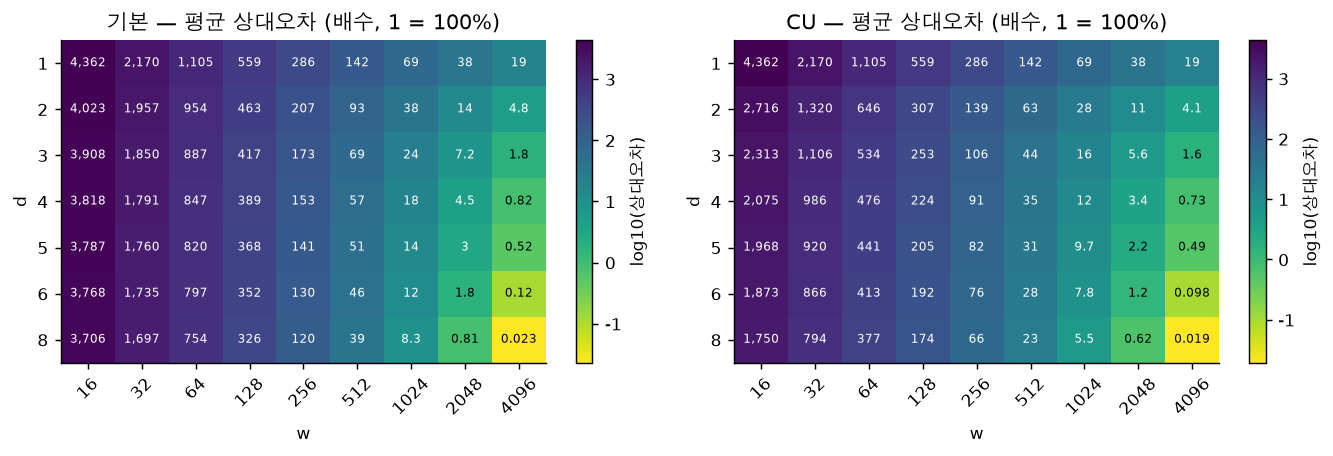 기본 — 평균 상대오차 (배수, 1 = 100%)
d
1 4,362 2,170 1,105 559 286 142 69 38 19
2 4,023 1,957 954 463 207 93 38 14 4.8
3 3,908 1,850 887 417 173 69 24 7.2 1.8
4 3,818 1,791 847 389 153 57 18 4.5 0.82
5 3,787 1,760 820 368 141 51 14 3 0.52
6 3,768 1,735 797 352 130 46 12 1.8 0.12
8 3,706 1,697 754 326 120 39 8.3 0.81 0.023
16 32 64 128 256 512 1024 2048 4096
w
3
2
1
0
-1
log10(상대오차)
CU — 평균 상대오차 (배수, 1 = 100%)
d
1 4,362 2,170 1,105 559 286 142 69 38 19
2 2,716 1,320 646 307 139 63 28 11 4.1
3 2,313 1,106 534 253 106 44 16 5.6 1.6
4 2,075 986 476 224 91 35 12 3.4 0.73
5 1,968 920 441 205 82 31 9.7 2.2 0.49
6 1,873 866 413 192 76 28 7.8 1.2 0.098
8 1,750 794 377 174 66 23 5.5 0.62 0.019
16 32 64 128 256 512 1024 2048 4096
w
3
2
1
0
-1
log10(상대오차)